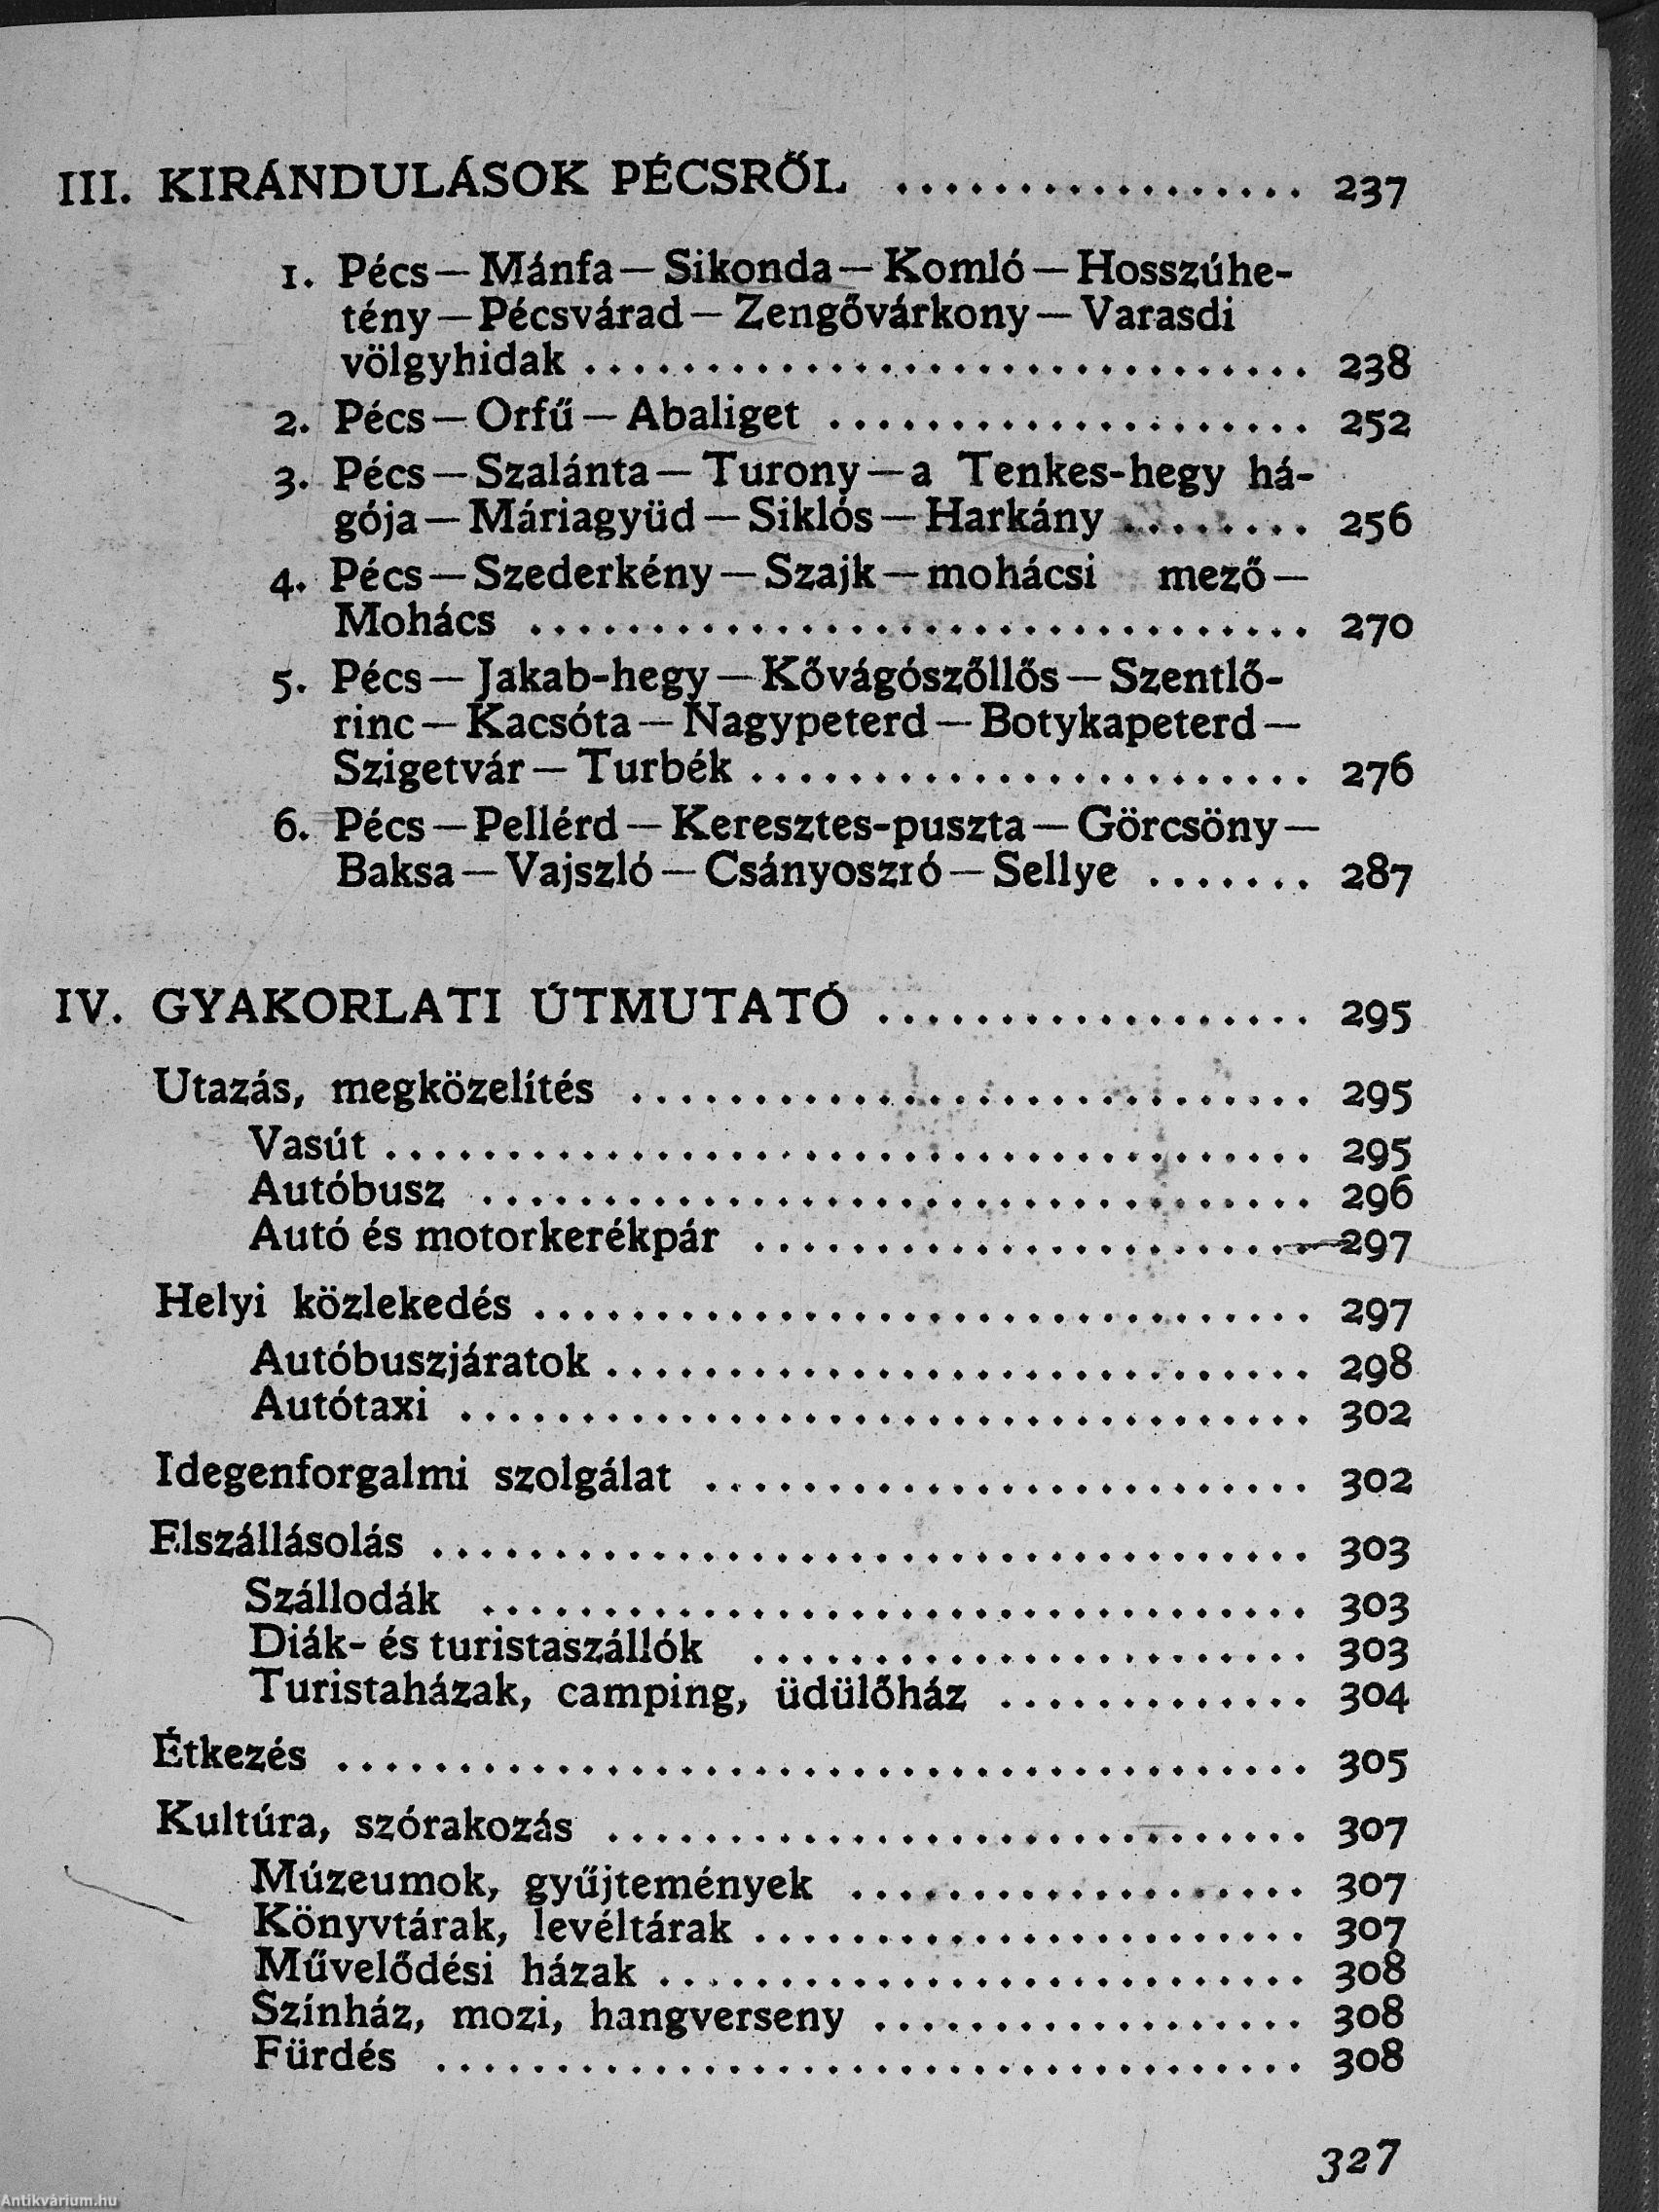 III. KIRÁNDULÁSOK PÉCSRŐL ................. 237
1. Pécs—Mánfa—Sikonda—Komló—Hosszúhe-
tény—Pécsvárad—Zengővárkony—Varasdi
völgyhidak .............................. 238
2. Pécs—Orfű—Abaliget .................... 252
3. Pécs—Szalánta—Turony—a Tenkes-hegy há-
gója—Máriagyüd—Siklós—Harkány ........ 256
4. Pécs—Szederkény—Szajk—mohácsi mező—
Mohács ................................ 270
5. Pécs—Jakab-hegy—Kővágószőllős—Szentlő-
rinc—Kacsóta—Nagypeterd—Botykapeterd—
Szigetvár—Turbék ....................... 276
6. Pécs—Pellérd—Keresztes-puszta—Görcsöny—
Baksa—Vajszló—Csányoszró—Sellye ....... 287
IV. GYAKORLATI ÚTMUTATÓ .................. 295
Utazás, megközelítés ............................ 295
Vasút ...................................... 295
Autóbusz .................................. 296
Autó és motorkerékpár ....................... 297
Helyi közlekedés ................................ 297
Autóbuszjáratok ............................. 298
Autótaxi ................................... 302
Idegenforgalmi szolgálat ......................... 302
Elszállásolás .................................... 303
Szállodák .................................. 303
Diák- és turistaszállók ....................... 303
Turistaházak, camping, üdülőház ............. 304
Étkezés ........................................ 305
Kultúra, szórakozás ............................. 307
Múzeumok, gyűjtemények ................... 307
Könyvtárak, levéltárak ....................... 307
Művelődési házak ........................... 308
Színház, mozi, hangverseny .................. 308
Fürdés .................................... 308
327
Antikvárium.hu